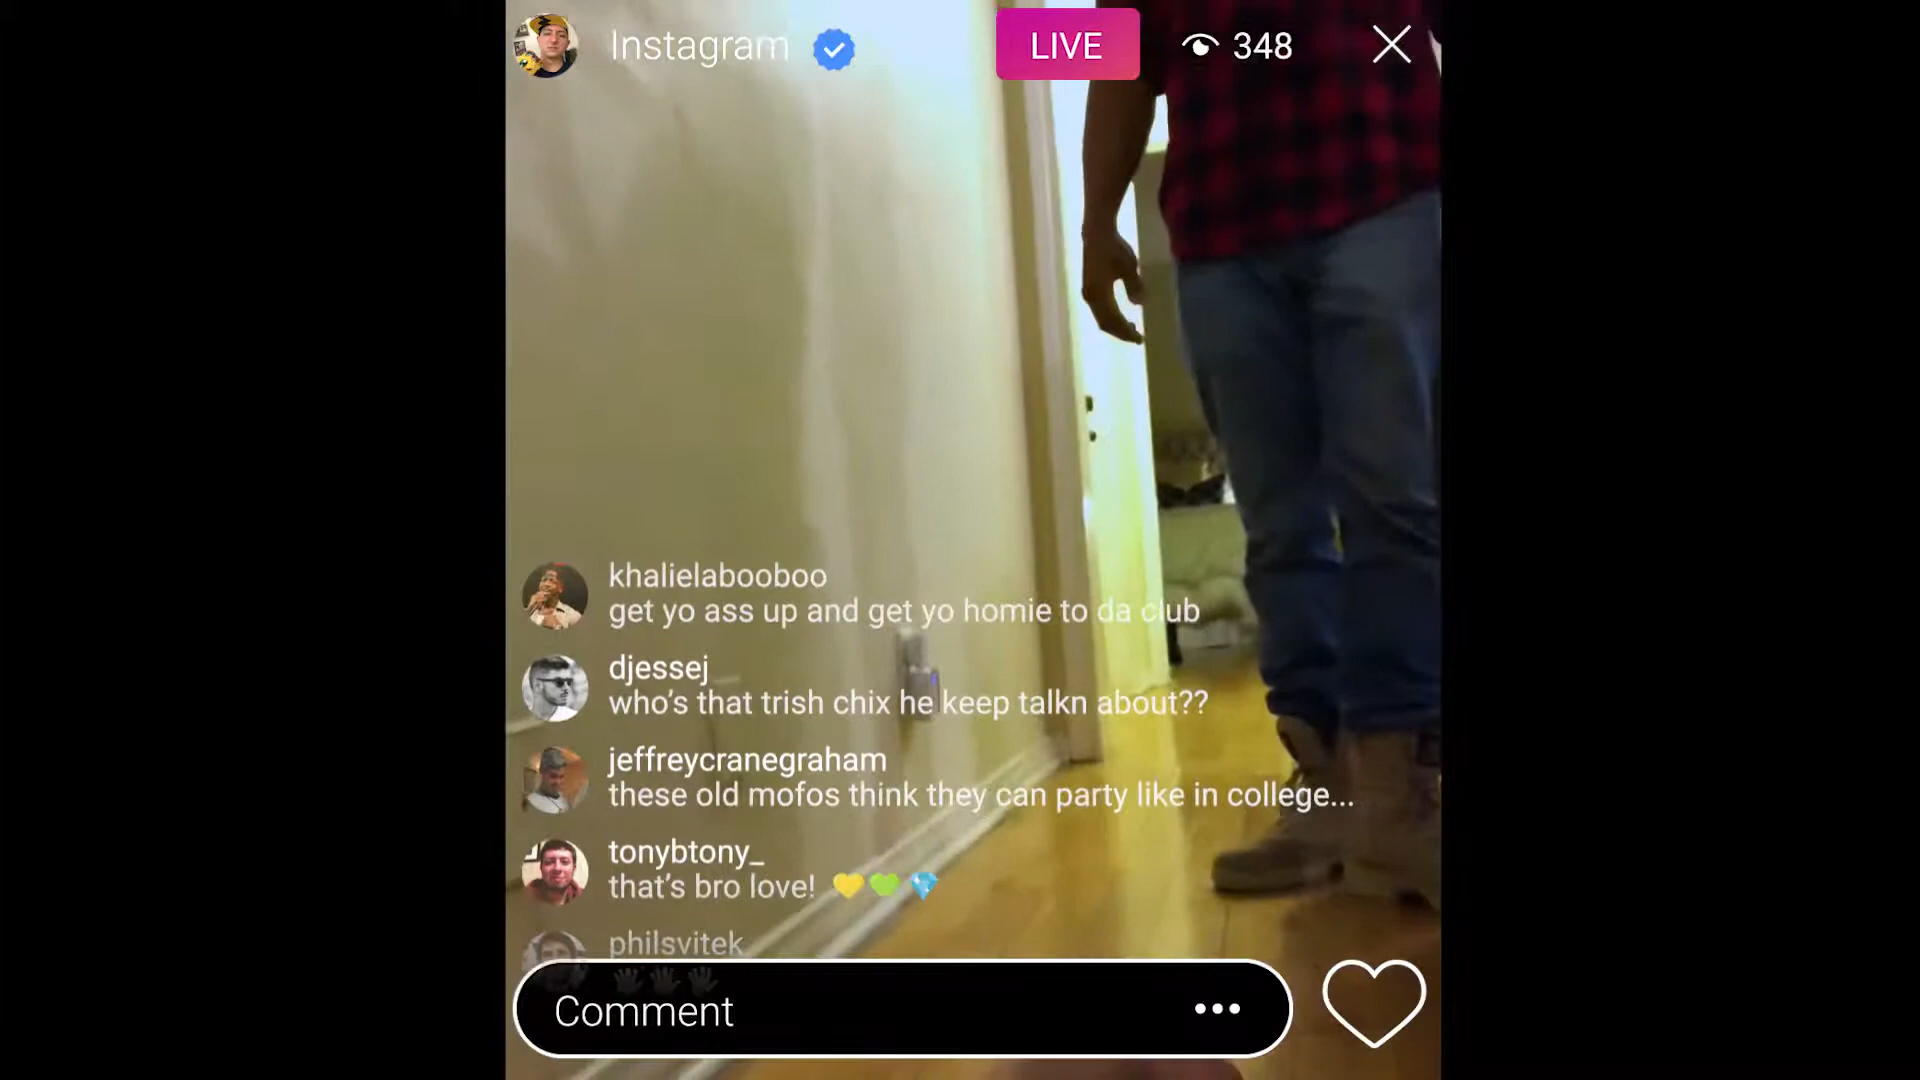 Instagram
LIVE
348
khalielabooboo
get yo ass up and get yo homie to da club
djessej
who's that trish chix he keep talkn about??
jeffreycranegraham
these old mofos think they can party like in college...
tonybtony_
that's bro love! 💛💚💎
philsvitek
👋👋👋
Comment